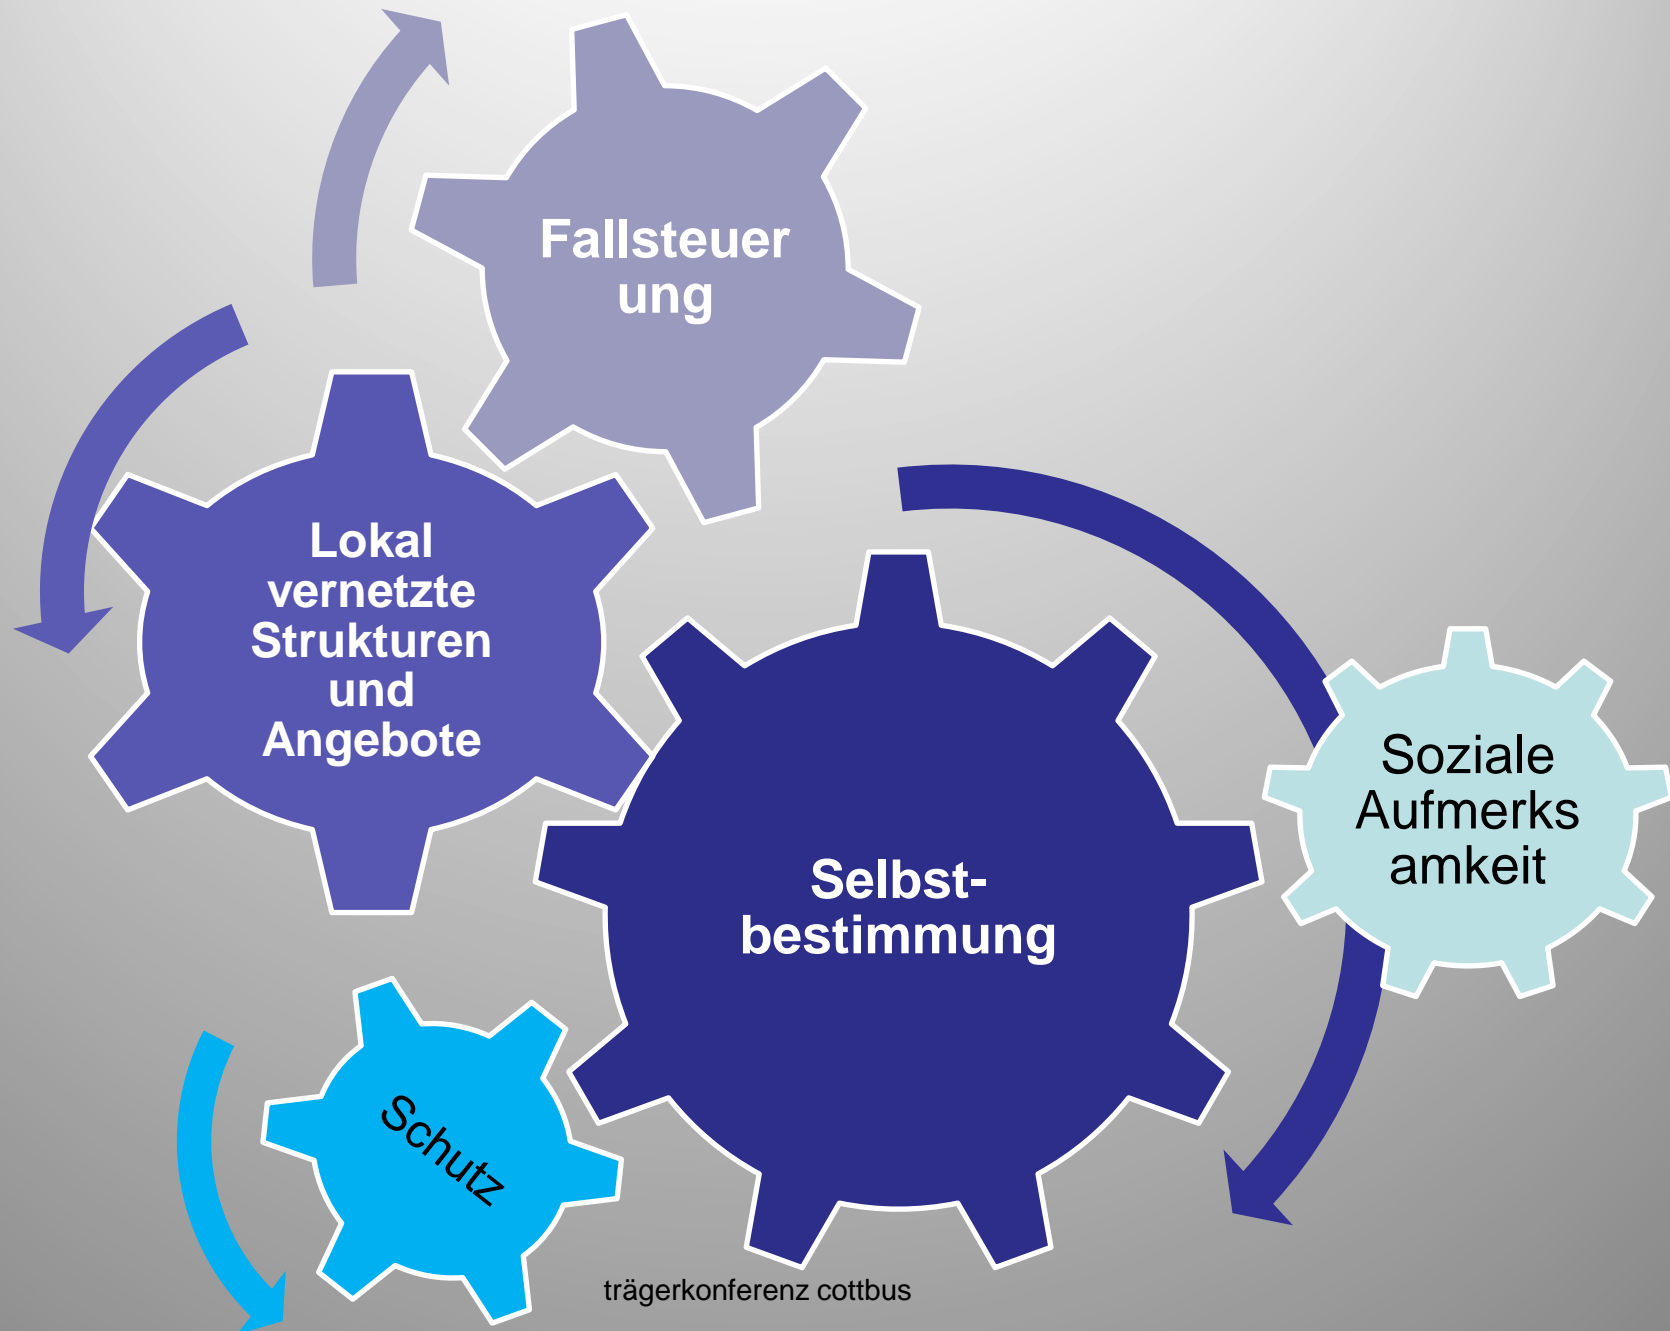 Fallsteuer
ung
Lokal
vernetzte
Strukturen
und
Angebote
Selbst-
bestimmung
Soziale
Aufmerks
amkeit
Schutz
trägerkonferenz cottbus